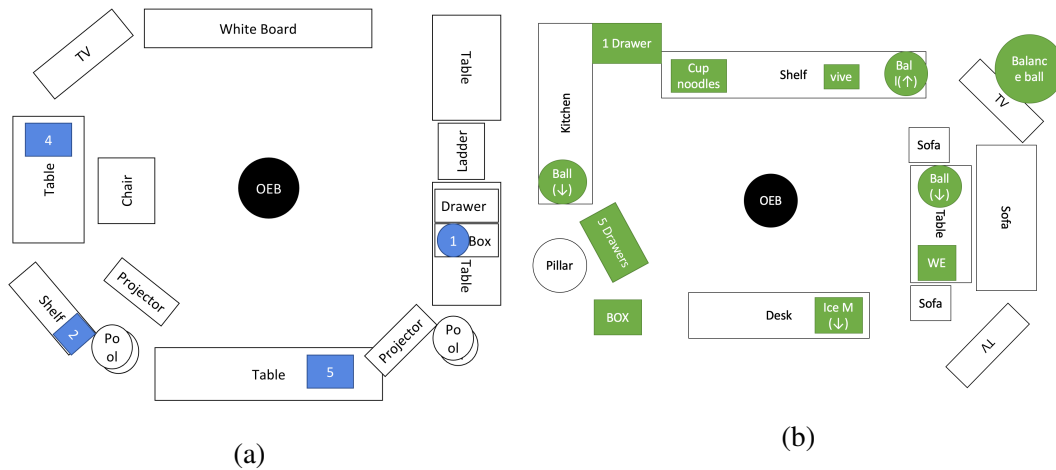 White Board
TV
Table
4
Table
Chair
OEB
Ladder
Drawer
1
Box
Table
Shelf
2
Projector
Po
ol
Table
5
Projector
Po
ol
(a)
1 Drawer
Kitchen
Cup
noodles
Shelf
vive
Bal
l(↑)
Balanc
e ball
TV
Sofa
Ball
(↓)
OEB
Ball
(↓)
Table
WE
Sofa
5 Drawers
Pillar
BOX
Desk
Ice M
(↓)
Sofa
TV
(b)